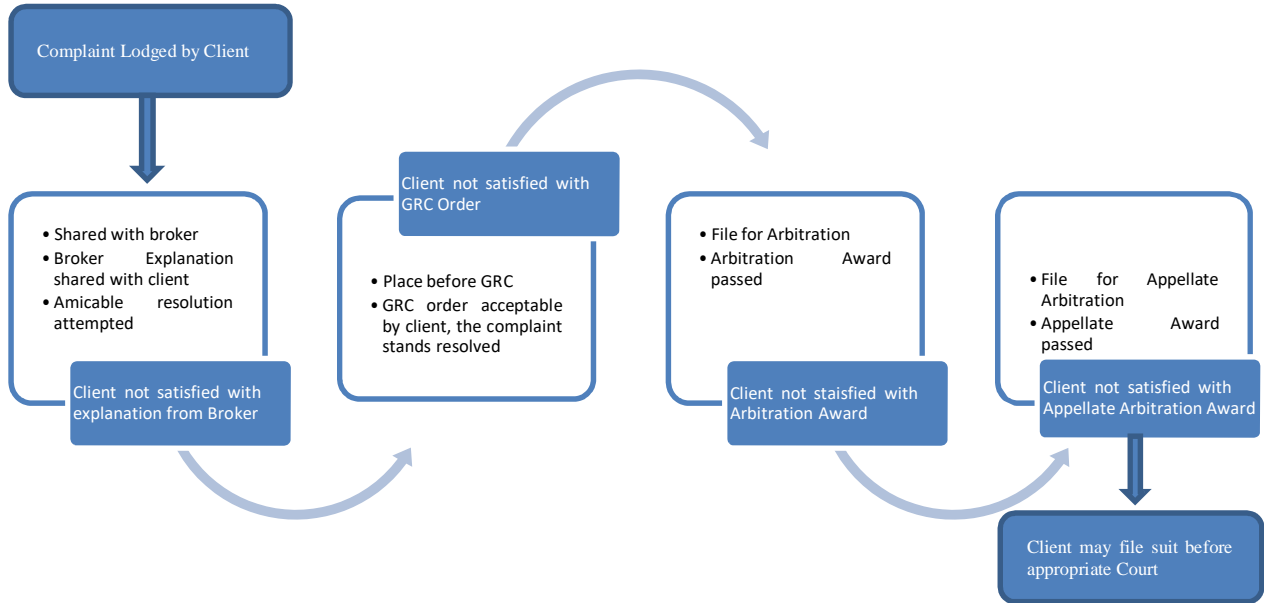 Complaint Lodged by Client
• Shared with broker
• Broker Explanation
shared with client
• Amicable resolution
attempted
Client not satisfied with
explanation from Broker
Client not satisfied with
GRC Order
• Place before GRC
• GRC order acceptable
by client, the complaint
stands resolved
• File for Arbitration
• Arbitration Award
passed
Client not staisfied with
Arbitration Award
• File for Appellate
Arbitration
• Appellate Award
passed
Client not satisfied with
Appellate Arbitration Award
Client may file suit before
appropriate Court